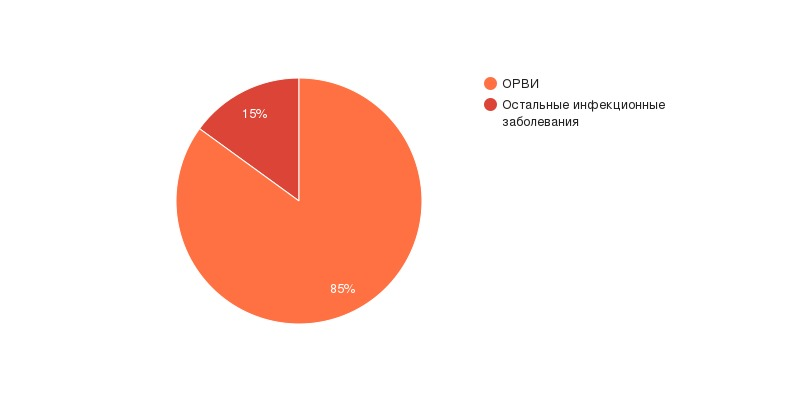 ОРВИ
Остальные инфекционные
заболевания
15%
85%